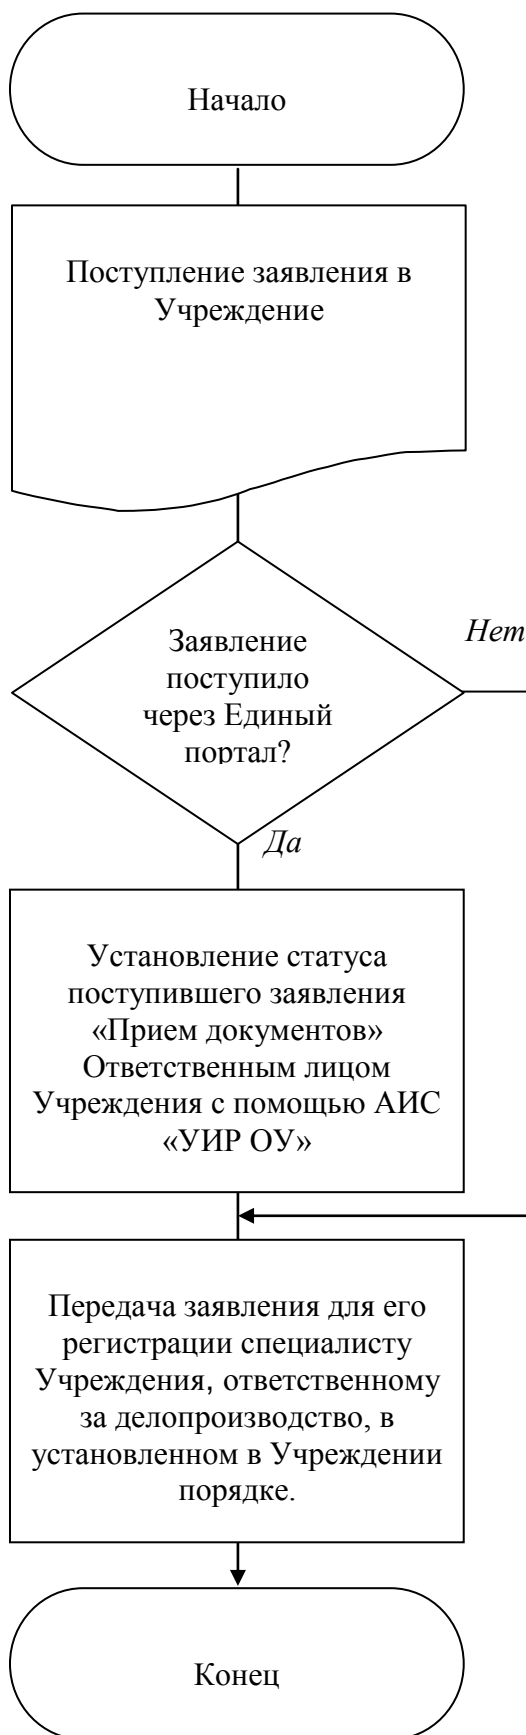 Начало
Поступление заявления в
Учреждение
Заявление
поступило
через Единый
портал?
Нет
Да
Установление статуса
поступившего заявления
«Прием документов»
Ответственным лицом
Учреждения с помощью АИС
«УИР ОУ»
Передача заявления для его
регистрации специалисту
Учреждения, ответственному
за делопроизводство, в
установленном в Учреждении
порядке.
Конец